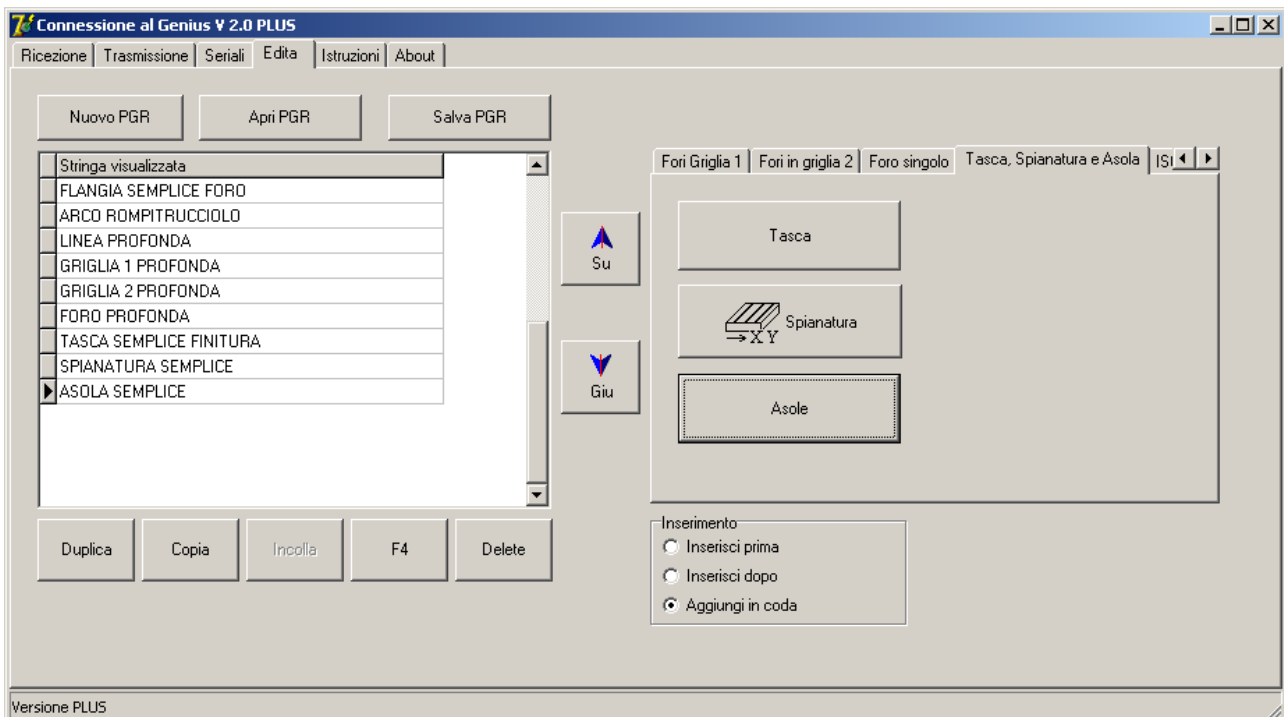 Connessione al Genius V 2.0 PLUS
Ricezione Trasmissione Seriali Edita Istruzioni About
Nuovo PGR Apri PGR Salva PGR
Stringa visualizzata
FLANGIA SEMPLICE FORO
ARCO ROMPITRUCCIOLO
LINEA PROFONDA
GRIGLIA 1 PROFONDA
GRIGLIA 2 PROFONDA
FORO PROFONDA
TASCA SEMPLICE FINITURA
SPIANATURA SEMPLICE
ASOLA SEMPLICE
Su
Giu
Fori Griglia 1 Fori in griglia 2 Foro singolo Tasca, Spianatura e Asola
Tasca
X Y Spianatura
Asole
Duplica Copia Incolla F4 Delete
Inserimento
Inserisci prima
Inserisci dopo
Aggiungi in coda
Versione PLUS